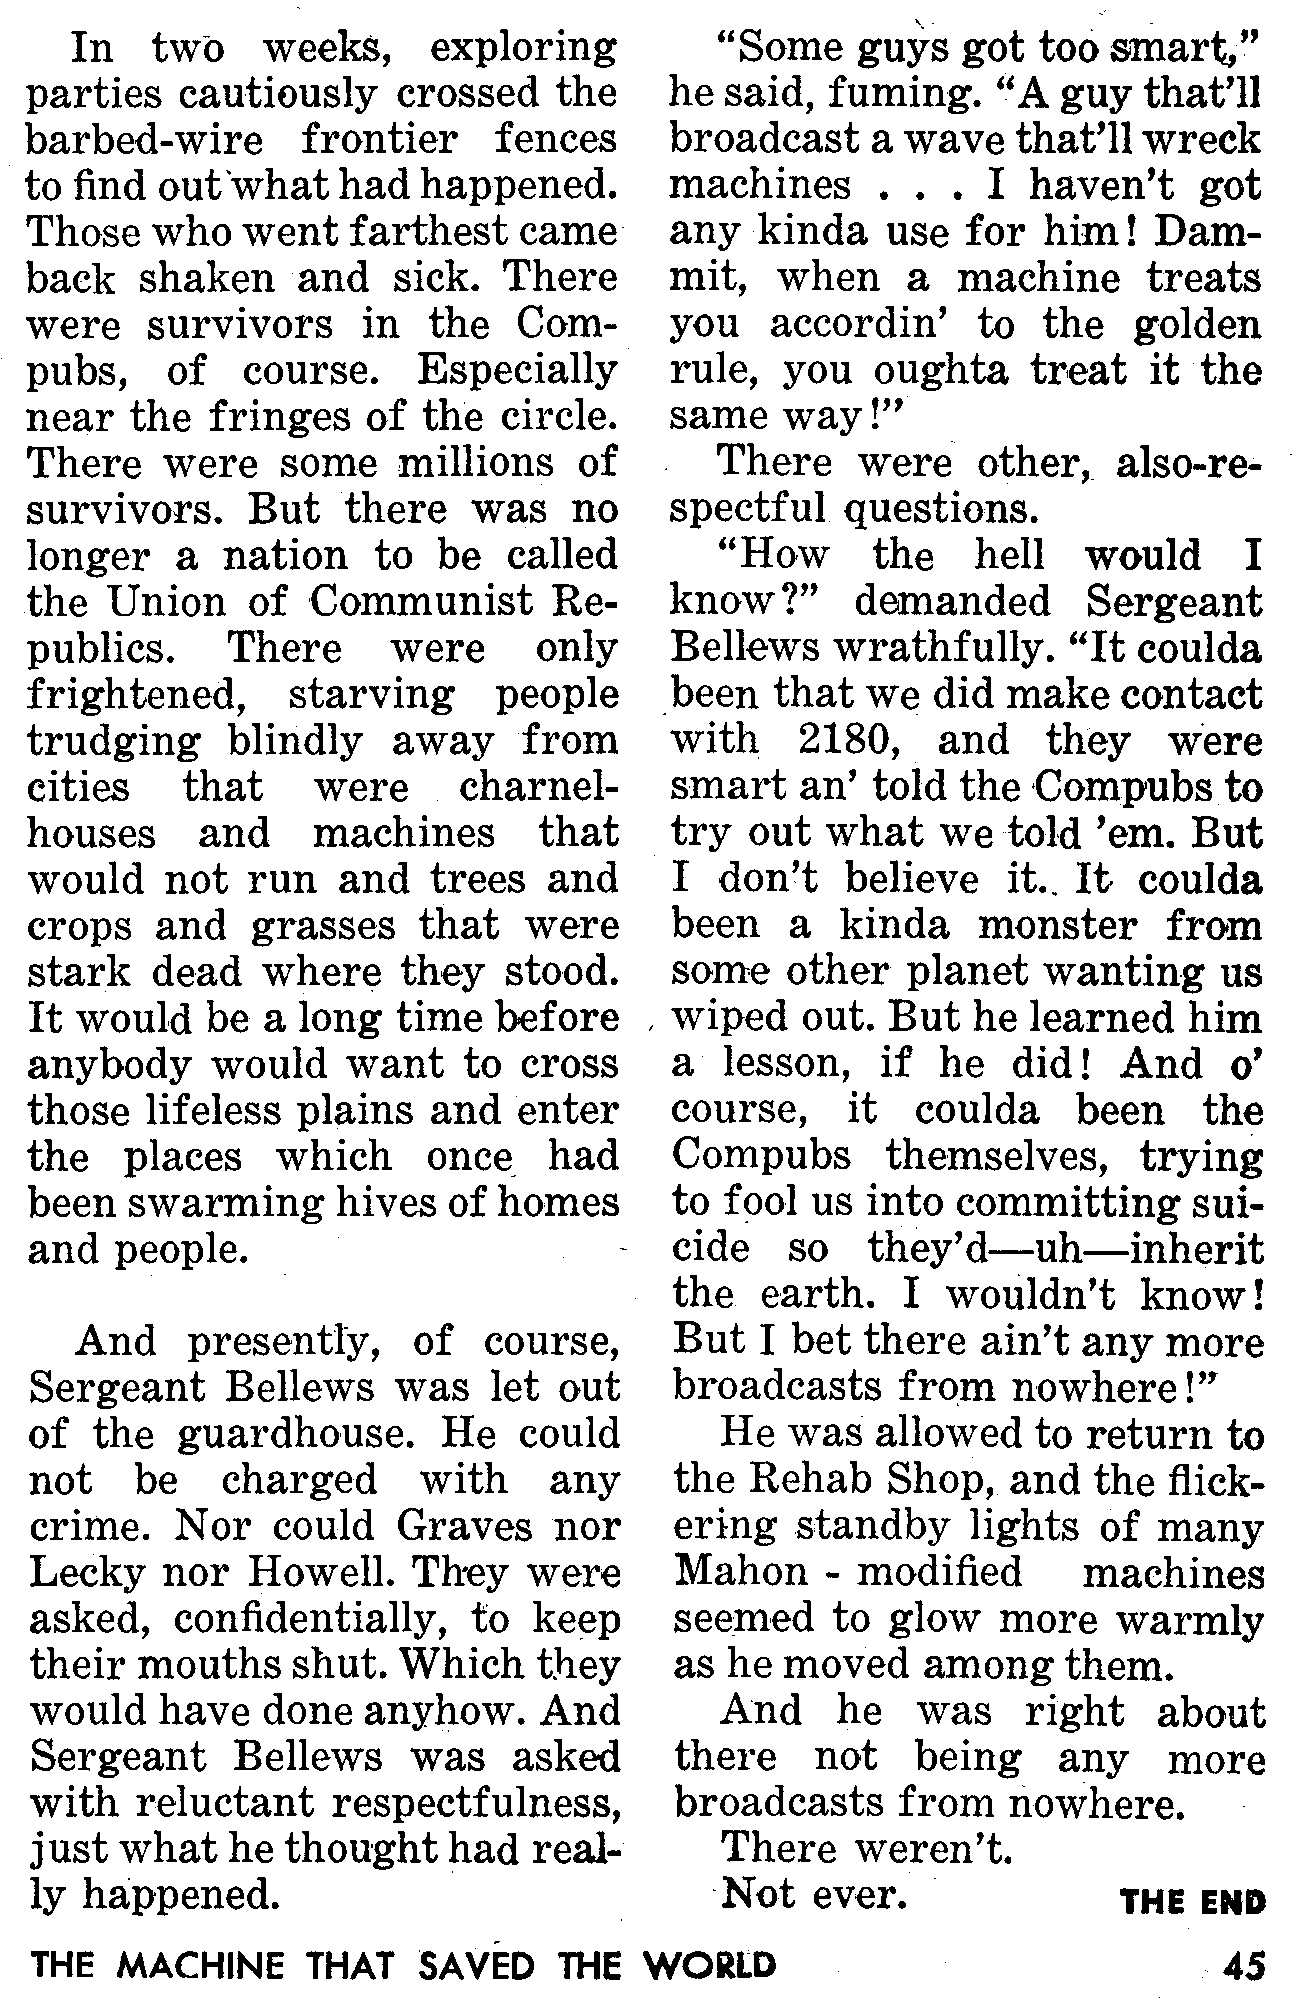 In two weeks, exploring
parties cautiously crossed the
barbed-wire frontier fences
to find out what had happened.
Those who went farthest came
back shaken and sick. There
were survivors in the Com-
pubs, of course. Especially
near the fringes of the circle.
There were some millions of
survivors. But there was no
longer a nation to be called
the Union of Communist Re-
publics. There were only
frightened, starving people
trudging blindly away from
cities that were charnel-
houses and machines that
would not run and trees and
crops and grasses that were
stark dead where they stood.
It would be a long time before
anybody would want to cross
those lifeless plains and enter
the places which once had
been swarming hives of homes
and people.
And presently, of course,
Sergeant Bellews was let out
of the guardhouse. He could
not be charged with any
crime. Nor could Graves nor
Lecky nor Howell. They were
asked, confidentially, to keep
their mouths shut. Which they
would have done anyhow. And
Sergeant Bellews was asked
with reluctant respectfulness,
just what he thought had real-
ly happened.
“Some guys got too smart,”
he said, fuming. “A guy that’ll
broadcast a wave that’ll wreck
machines . . . I haven’t got
any kinda use for him! Dam-
mit, when a machine treats
you accordin’ to the golden
rule, you oughta treat it the
same way!”
There were other, also-re-
spectful questions.
“How the hell would I
know?” demanded Sergeant
Bellews wrathfully. “It coulda
been that we did make contact
with 2180, and they were
smart an’ told the Compubs to
try out what we told ’em. But
I don’t believe it. It coulda
been a kinda monster from
some other planet wanting us
wiped out. But he learned him
a lesson, if he did! And o’
course, it coulda been the
Compubs themselves, trying
to fool us into committing sui-
cide so they’d—uh—inherit
the earth. I wouldn’t know!
But I bet there ain’t any more
broadcasts from nowhere!”
He was allowed to return to
the Rehab Shop, and the flick-
ering standby lights of many
Mahon - modified machines
seemed to glow more warmly
as he moved among them.
And he was right about
there not being any more
broadcasts from nowhere.
There weren’t.
Not ever. THE END
THE MACHINE THAT SAVED THE WORLD 45